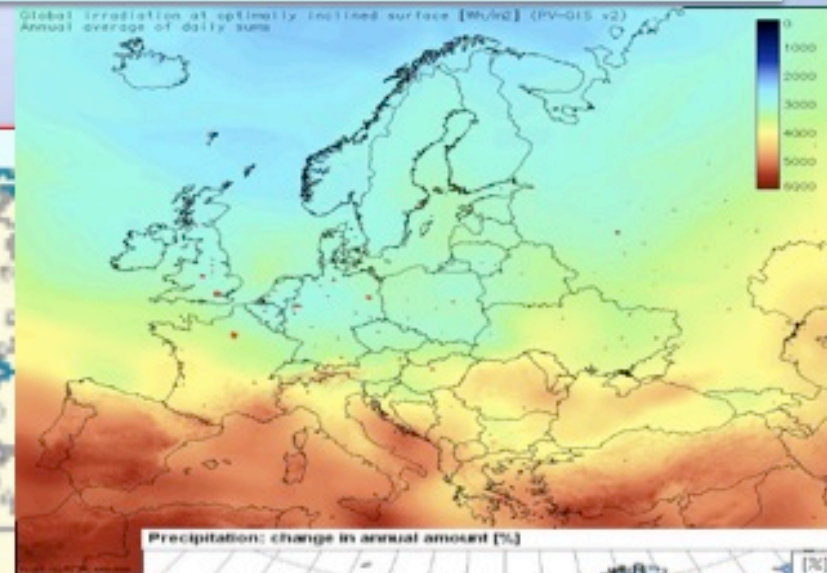 Global irradiation at optimally inclined surface [Wh/m2] (PV-GIS v2)
Annual average of daily sums
0
1000
2000
3000
4000
5000
6000
Precipitation: change in annual amount [%]
[%]